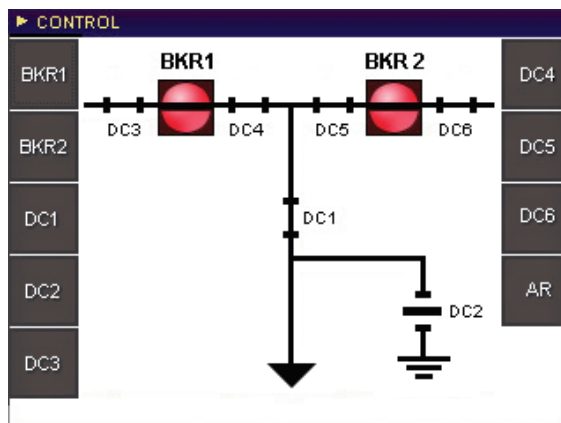 CONTROL
BKR1
BKR2
DC1
DC2
DC3
BKR1
BKR 2
DC3
DC4
DC5
DC6
DC1
DC2
DC4
DC5
DC6
AR